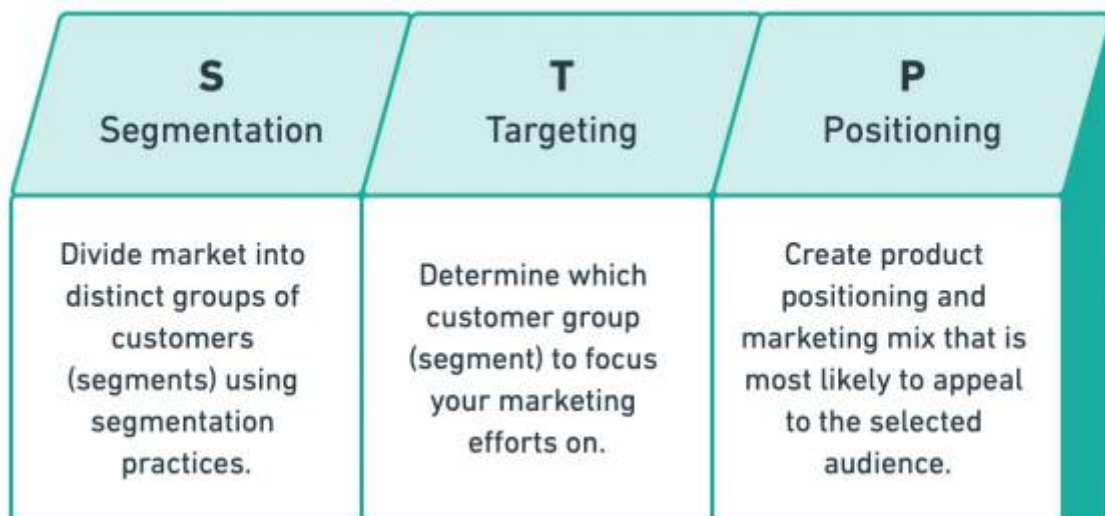 S
Segmentation
Divide market into
distinct groups of
customers
(segments) using
segmentation
practices.
T
Targeting
Determine which
customer group
(segment) to focus
your marketing
efforts on.
P
Positioning
Create product
positioning and
marketing mix that is
most likely to appeal
to the selected
audience.